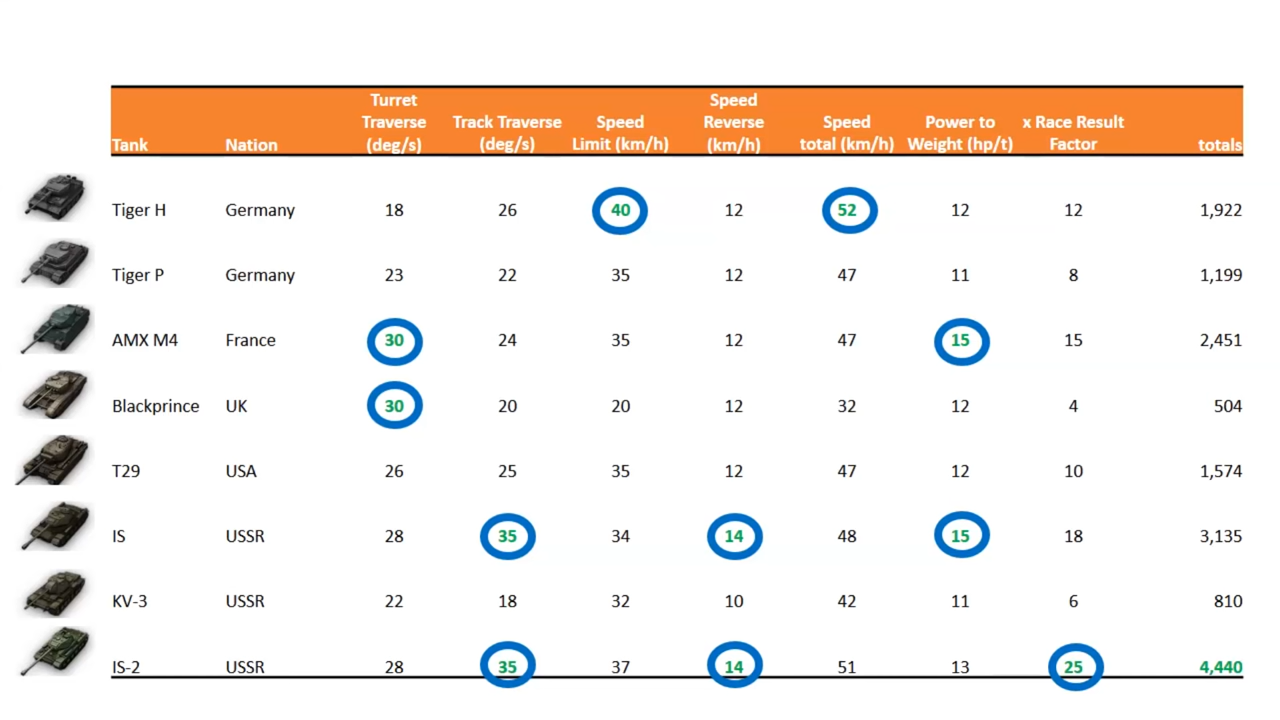 Tank Nation Turret Traverse (deg/s) Track Traverse (deg/s) Speed Limit (km/h) Speed Reverse (km/h) Speed total (km/h) Power to Weight (hp/t) x Race Result Factor totals
Tiger H Germany 18 26 40 12 52 12 12 1,922
Tiger P Germany 23 22 35 12 47 11 8 1,199
AMX M4 France 30 24 35 12 47 15 15 2,451
Blackprince UK 30 20 20 12 32 12 4 504
T29 USA 26 25 35 12 47 12 10 1,574
IS USSR 28 35 34 14 48 15 18 3,135
KV-3 USSR 22 18 32 10 42 11 6 810
IS-2 USSR 28 35 37 14 51 13 25 4,440